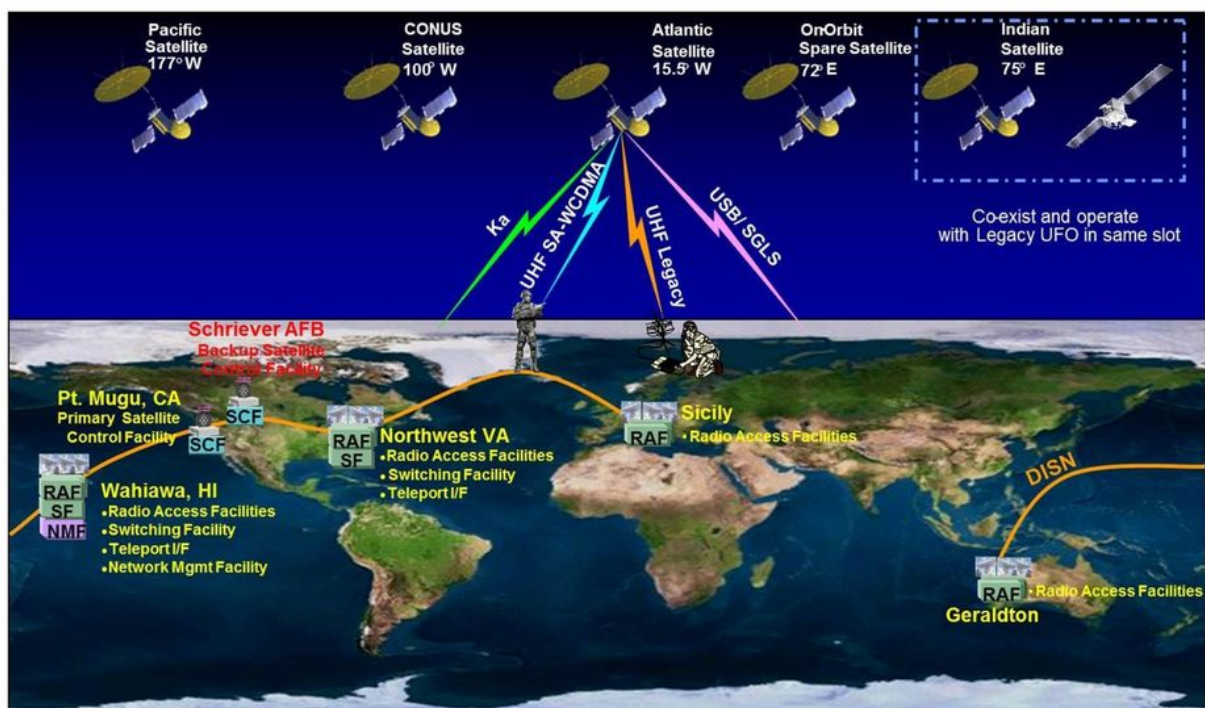 Pacific
Satellite
177° W
CONUS
Satellite
100° W
Atlantic
Satellite
15.5° W
On-Orbit
Spare Satellite
72° E
Indian
Satellite
75° E
Co-exist and operate
with Legacy UFO in same slot
Ka
UHF SA-WCDMA
UHF Legacy
USB/ SGLS
Schriever AFB
Backup Satellite
Control Facility
SCF
Pt. Mugu, CA
Primary Satellite
Control Facility
SCF
RAF
SF
NMF
Wahiawa, HI
• Radio Access Facilities
• Switching Facility
• Teleport I/F
• Network Mgmt Facility
RAF
SF
Northwest VA
• Radio Access Facilities
• Switching Facility
• Teleport I/F
RAF
Sicily
• Radio Access Facilities
DISN
RAF
• Radio Access Facilities
Geraldton